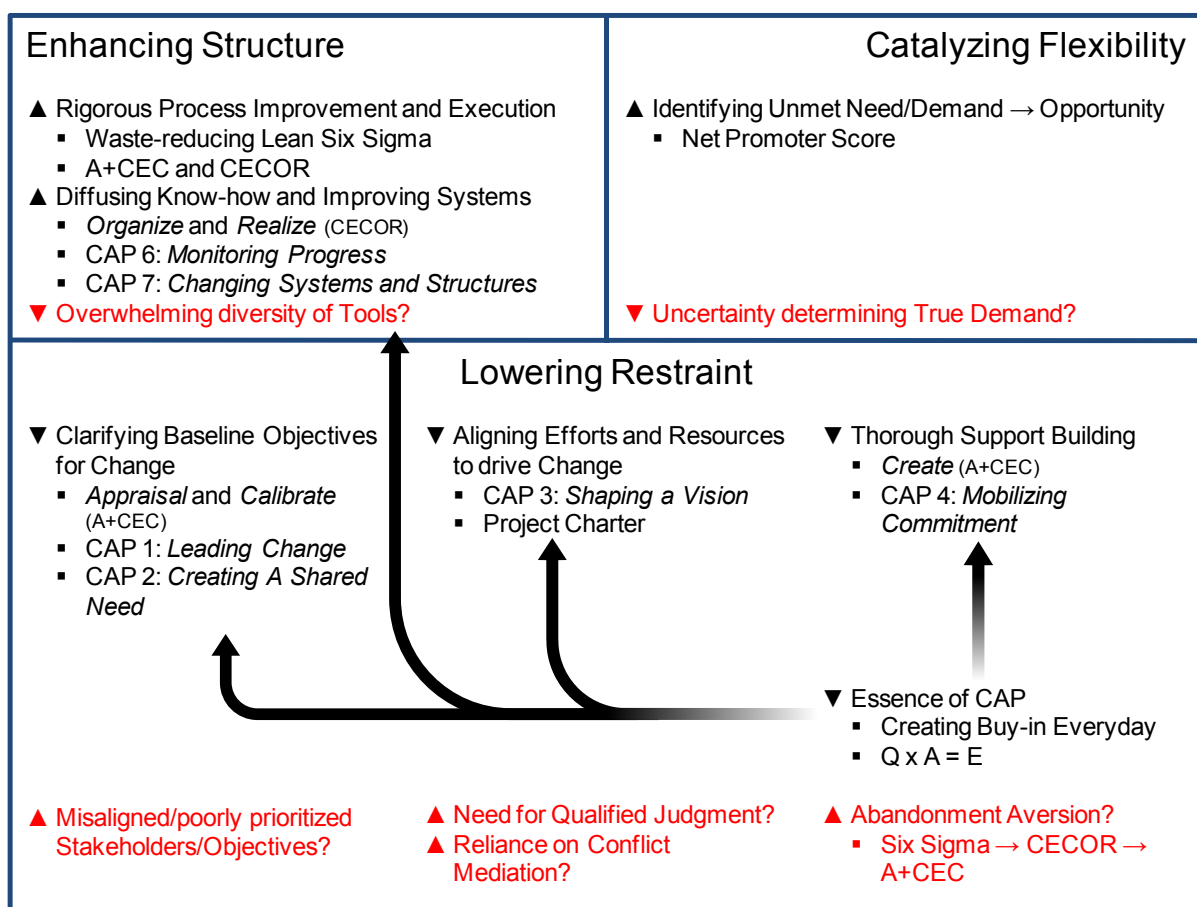 Enhancing Structure
▲ Rigorous Process Improvement and Execution
▪ Waste-reducing Lean Six Sigma
▪ A+CEC and CECOR
▲ Diffusing Know-how and Improving Systems
▪ Organize and Realize (CECOR)
▪ CAP 6: Monitoring Progress
▪ CAP 7: Changing Systems and Structures
▼ Overwhelming diversity of Tools?
Catalyzing Flexibility
▲ Identifying Unmet Need/Demand → Opportunity
▪ Net Promoter Score
▼ Uncertainty determining True Demand?
Lowering Restraint
▼ Clarifying Baseline Objectives
for Change
▪ Appraisal and Calibrate
(A+CEC)
▪ CAP 1: Leading Change
▪ CAP 2: Creating A Shared
Need
▼ Aligning Efforts and Resources
to drive Change
▪ CAP 3: Shaping a Vision
▪ Project Charter
▼ Thorough Support Building
▪ Create (A+CEC)
▪ CAP 4: Mobilizing
Commitment
▼ Essence of CAP
▪ Creating Buy-in Everyday
▪ Q x A = E
▲ Misaligned/poorly prioritized
Stakeholders/Objectives?
▲ Need for Qualified Judgment?
▲ Reliance on Conflict
Mediation?
▲ Abandonment Aversion?
▪ Six Sigma → CECOR →
A+CEC